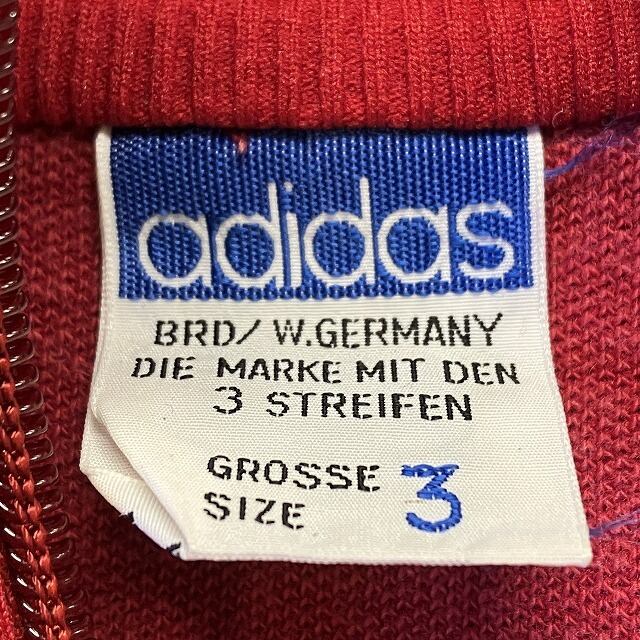 adidas
BRD/ W.GERMANY
DIE MARKE MIT DEN
3 STREIFEN
GROSSE 3
SIZE